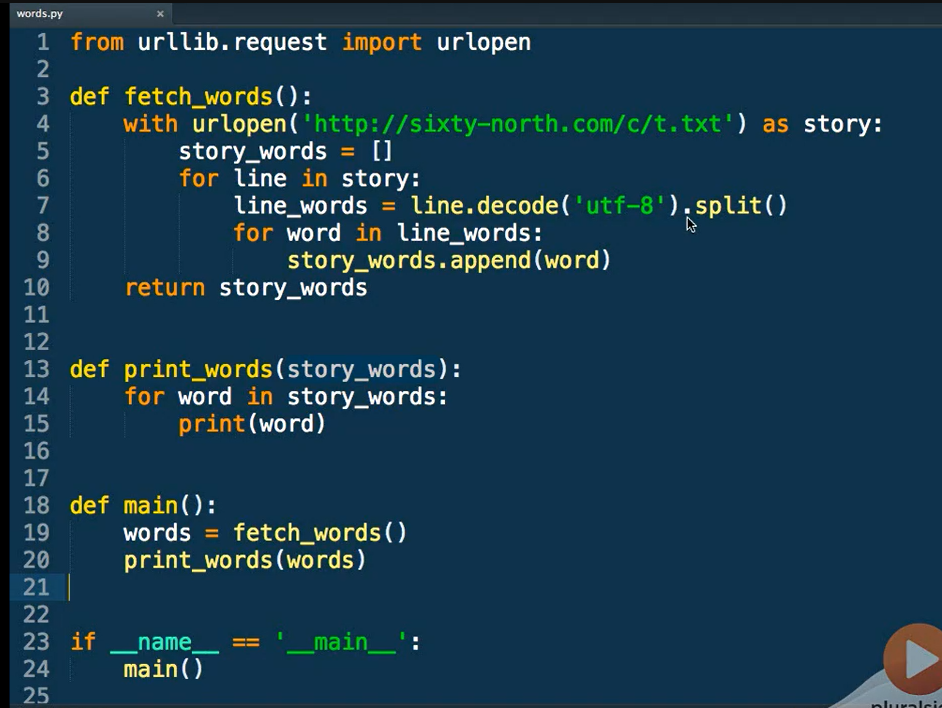 words.py ×
1 from urllib.request import urlopen
2
3 def fetch_words():
4     with urlopen('http://sixty-north.com/c/t.txt') as story:
5         story_words = []
6         for line in story:
7             line_words = line.decode('utf-8').split()
8             for word in line_words:
9                 story_words.append(word)
10     return story_words
11
12
13 def print_words(story_words):
14     for word in story_words:
15         print(word)
16
17
18 def main():
19     words = fetch_words()
20     print_words(words)
21
22
23 if __name__ == '__main__':
24     main()
25